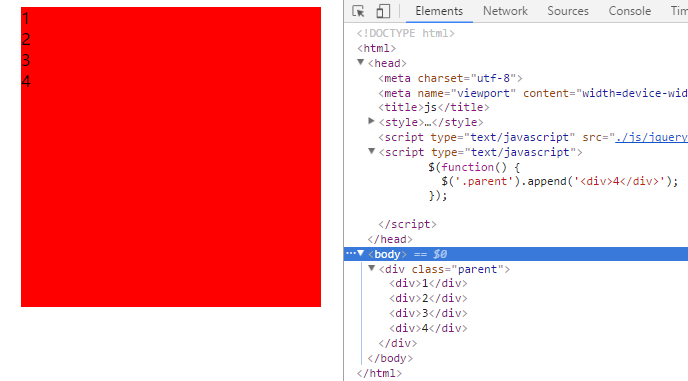 1
2
3
4
Elements Network Sources Console Tim
<!DOCTYPE html>
<html>
<head>
<meta charset="utf-8">
<meta name="viewport" content="width=device-wid
<title>js</title>
<style>…</style>
<script type="text/javascript" src="./js/jquery
<script type="text/javascript">
$(function() {
$('.parent').append('<div>4</div>');
});
</script>
</head>
…<body> == $0
<div class="parent">
<div>1</div>
<div>2</div>
<div>3</div>
<div>4</div>
</div>
</body>
</html>